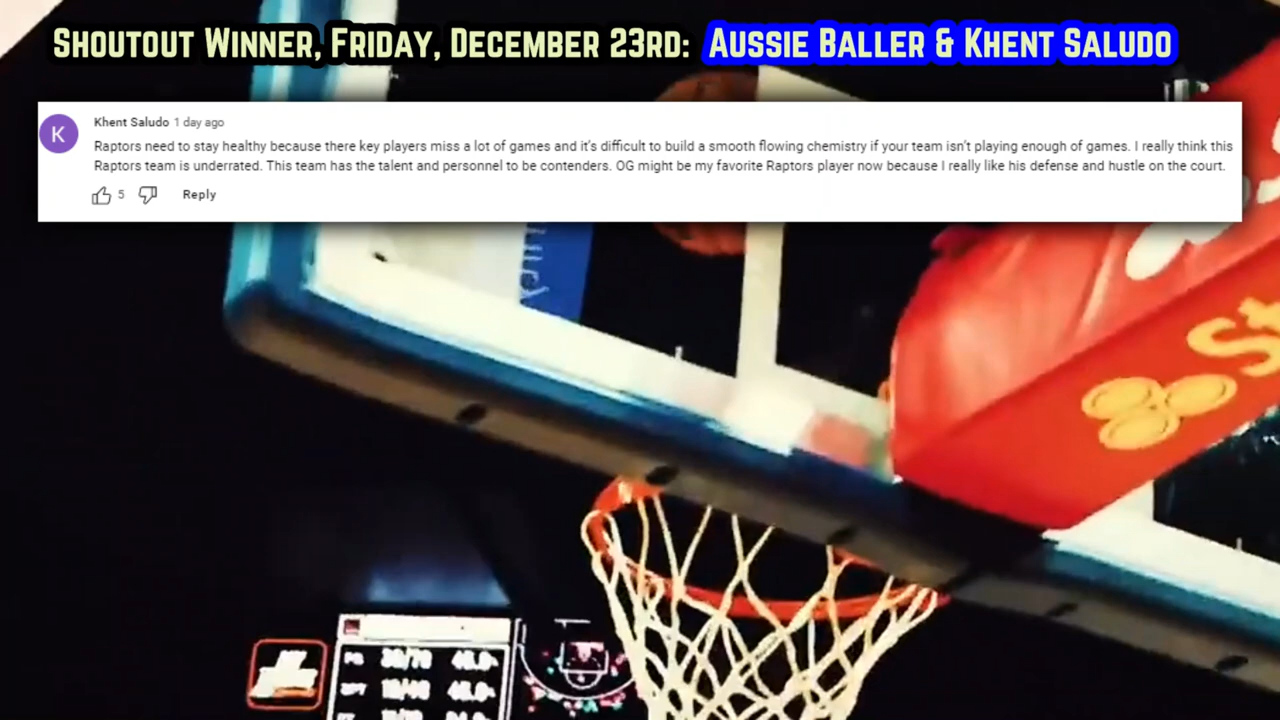 Shoutout Winner, Friday, December 23rd: Aussie Baller & Khent Saludo
K
Khent Saludo 1 day ago
Raptors need to stay healthy because there key players miss a lot of games and it's difficult to build a smooth flowing chemistry if your team isn't playing enough of games. I really think this
Raptors team is underrated. This team has the talent and personnel to be contenders. OG might be my favorite Raptors player now because I really like his defense and hustle on the court.
5
Reply
St
FG
3PT